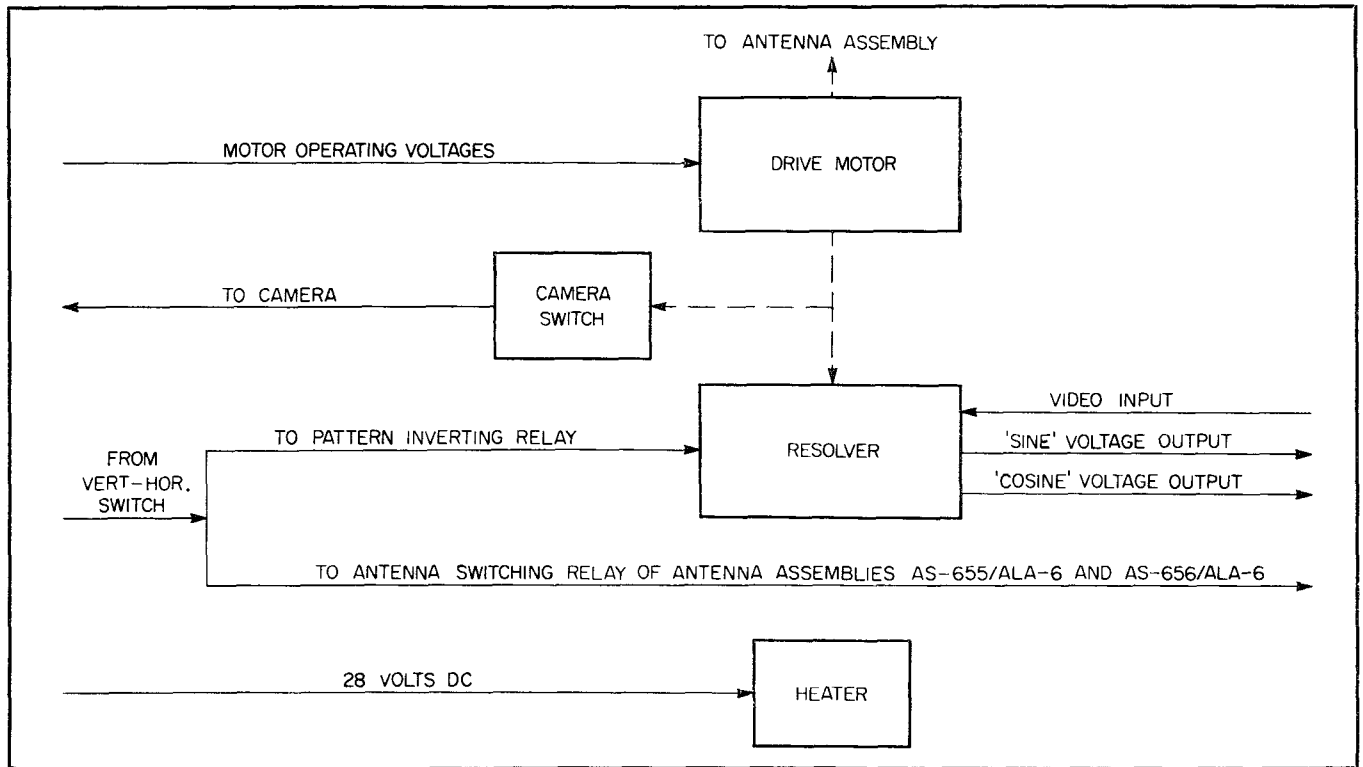 TO ANTENNA ASSEMBLY
MOTOR OPERATING VOLTAGES
DRIVE MOTOR
TO CAMERA
CAMERA
SWITCH
VIDEO INPUT
TO PATTERN INVERTING RELAY
RESOLVER
'SINE' VOLTAGE OUTPUT
'COSINE' VOLTAGE OUTPUT
FROM
VERT-HOR.
SWITCH
TO ANTENNA SWITCHING RELAY OF ANTENNA ASSEMBLIES AS-655/ALA-6 AND AS-656/ALA-6
28 VOLTS DC
HEATER